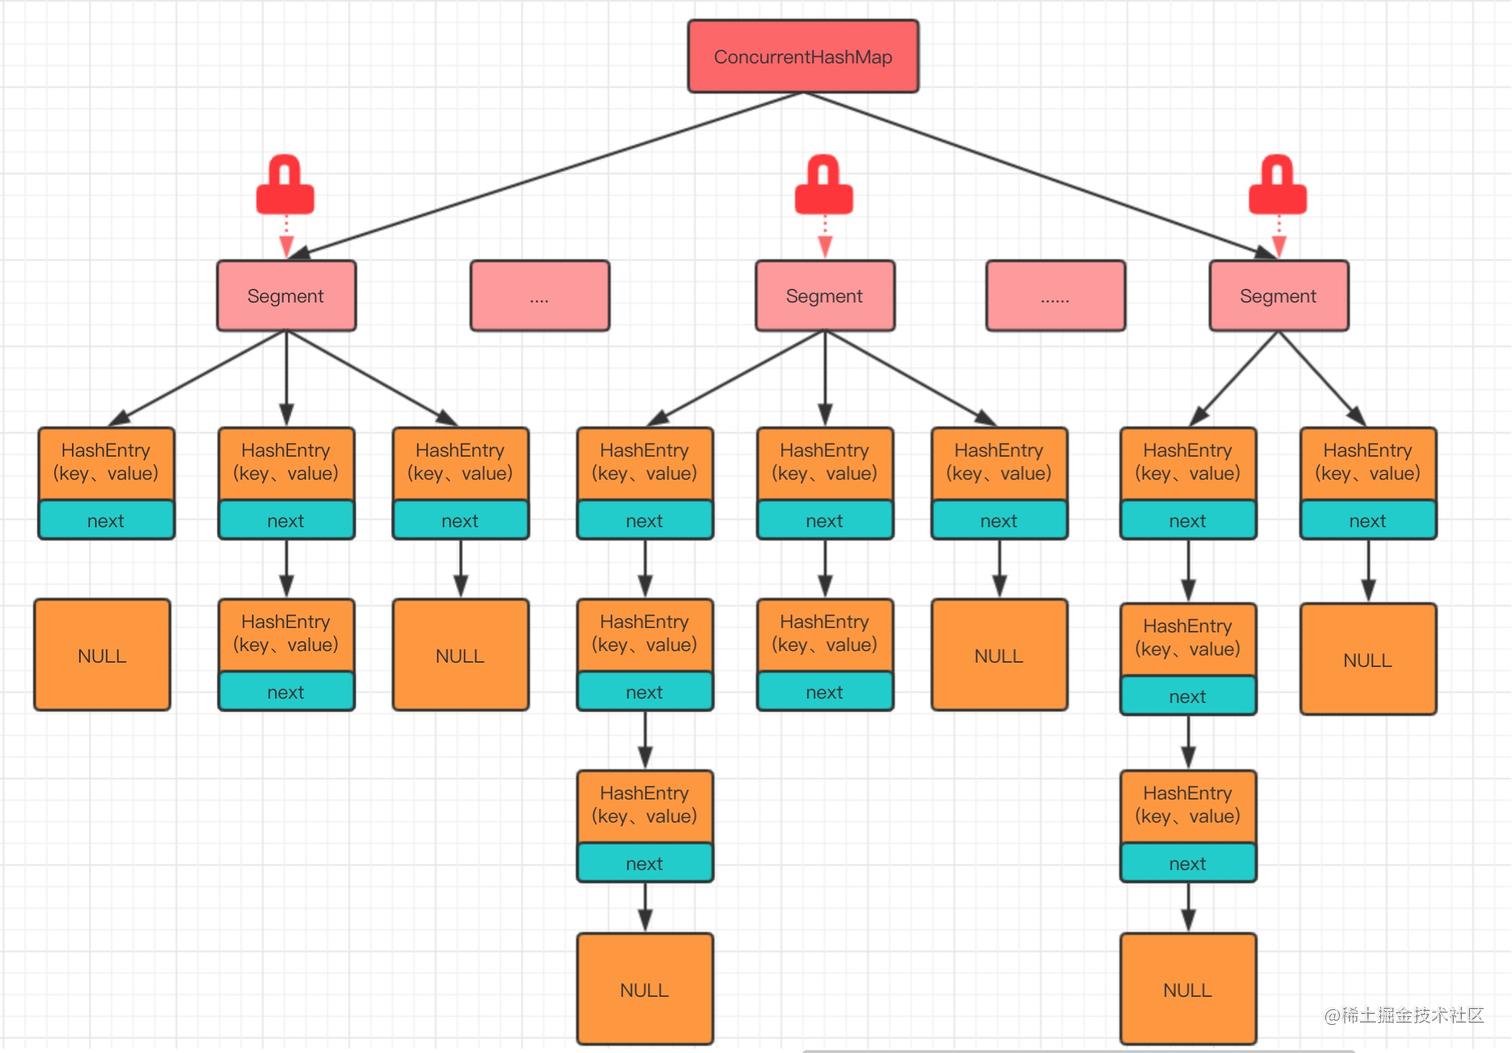 ConcurrentHashMap
Segment
....
Segment
......
Segment
HashEntry
(key、value)
next
HashEntry
(key、value)
next
HashEntry
(key、value)
next
HashEntry
(key、value)
next
HashEntry
(key、value)
next
HashEntry
(key、value)
next
HashEntry
(key、value)
next
HashEntry
(key、value)
next
NULL
HashEntry
(key、value)
next
NULL
HashEntry
(key、value)
next
HashEntry
(key、value)
next
NULL
HashEntry
(key、value)
next
NULL
HashEntry
(key、value)
next
HashEntry
(key、value)
next
NULL
NULL
@稀土掘金技术社区